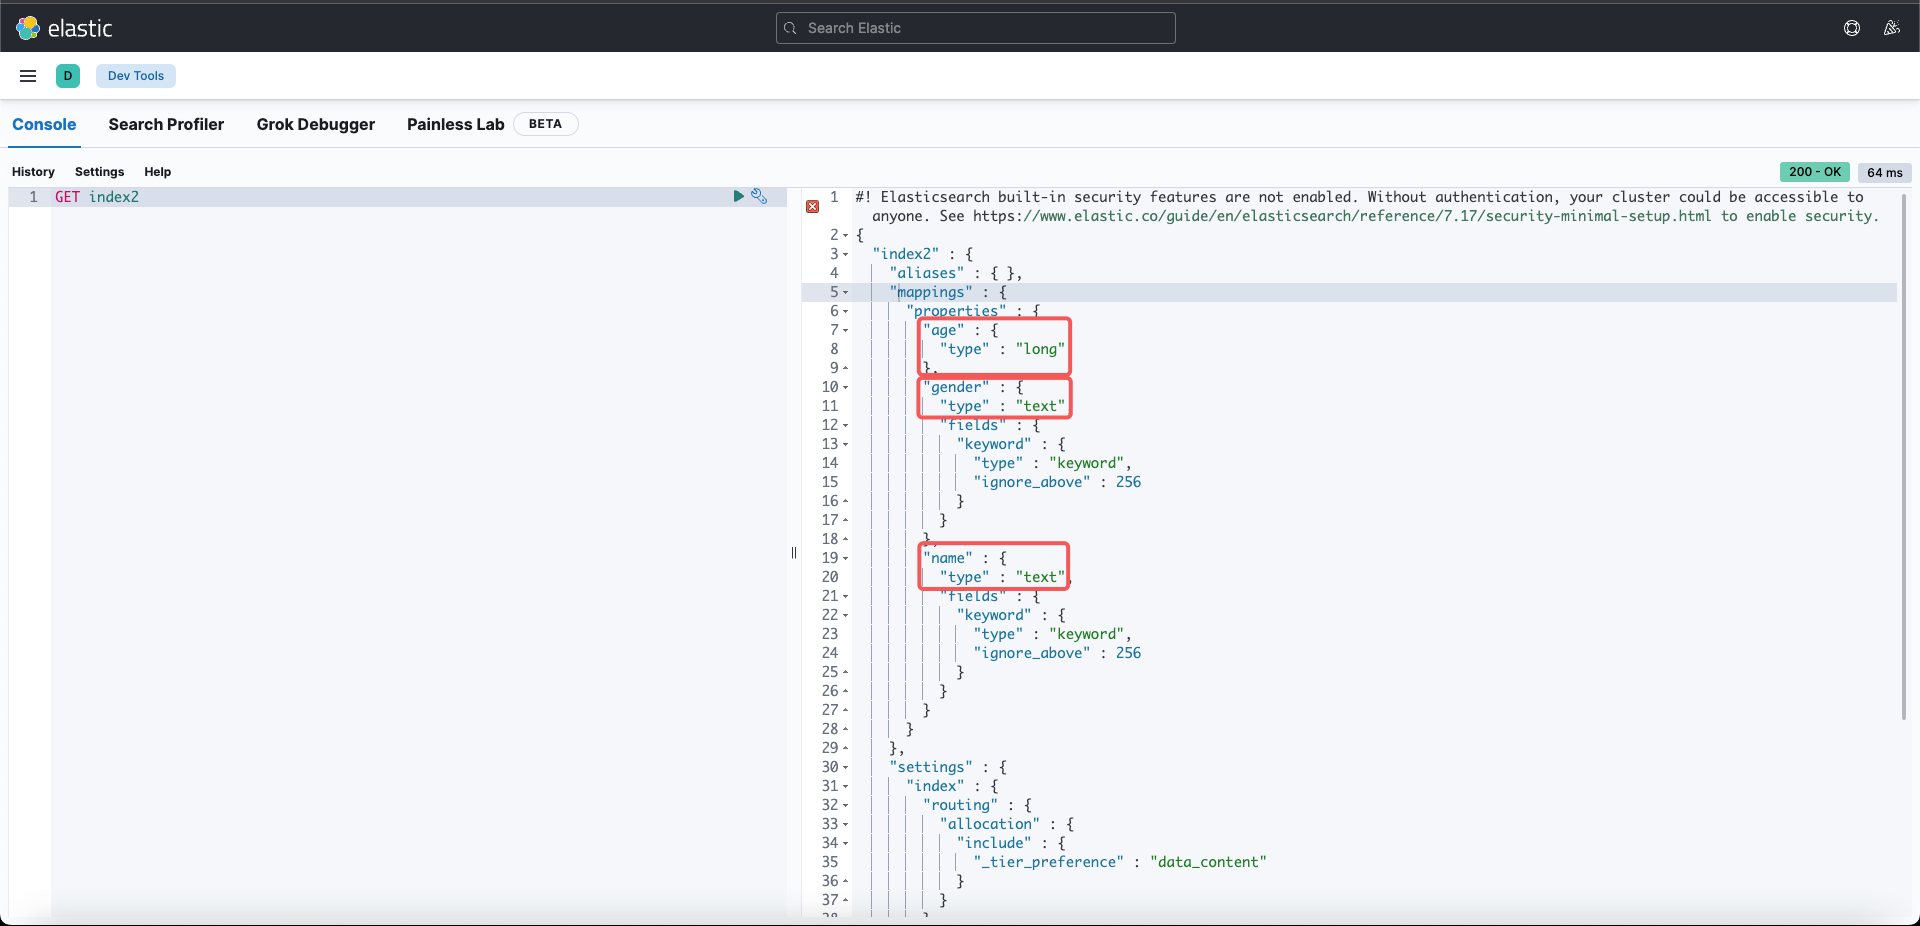 elastic
Search Elastic
D
Dev Tools
Console
Search Profiler
Grok Debugger
Painless Lab
BETA
History
Settings
Help
200 - OK
64 ms
1 GET index2
1 #! Elasticsearch built-in security features are not enabled. Without authentication, your cluster could be accessible to
anyone. See https://www.elastic.co/guide/en/elasticsearch/reference/7.17/security-minimal-setup.html to enable security.
2 {
3 "index2" : {
4 "aliases" : { },
5 "mappings" : {
6 "properties" : {
7 "age" : {
8 "type" : "long"
9 },
10 "gender" : {
11 "type" : "text"
12 "fields" : {
13 "keyword" : {
14 "type" : "keyword",
15 "ignore_above" : 256
16 }
17 }
18 },
19 "name" : {
20 "type" : "text",
21 "fields" : {
22 "keyword" : {
23 "type" : "keyword",
24 "ignore_above" : 256
25 }
26 }
27 }
28 }
29 },
30 "settings" : {
31 "index" : {
32 "routing" : {
33 "allocation" : {
34 "include" : {
35 "_tier_preference" : "data_content"
36 }
37 }
38 }